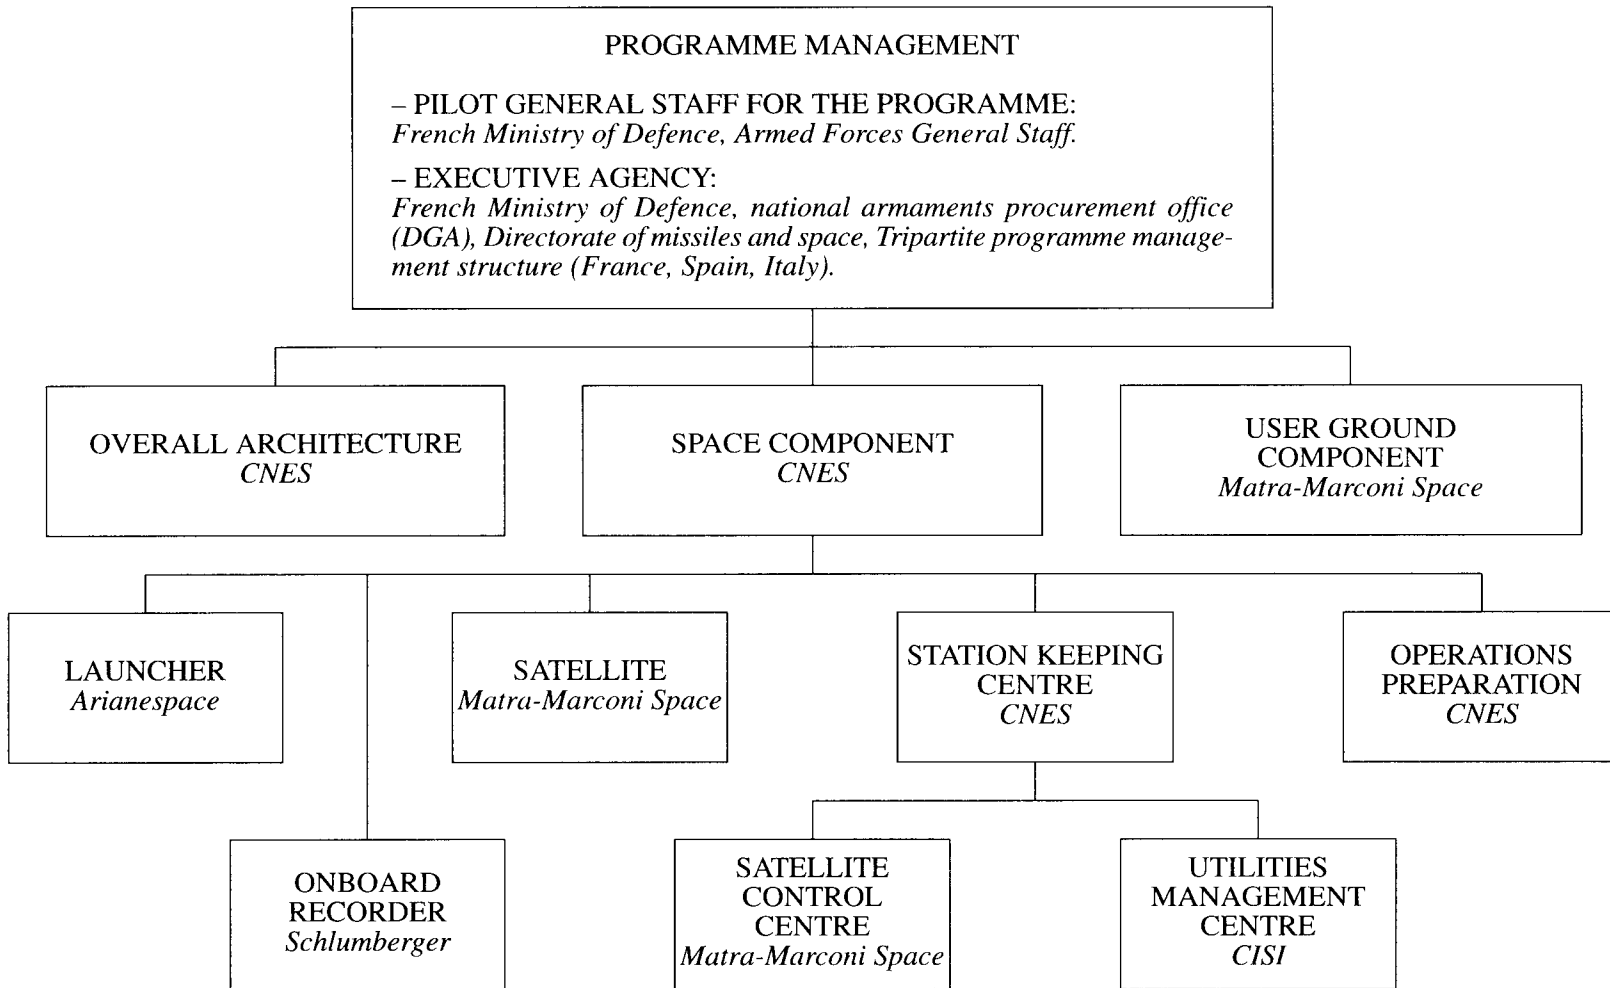 PROGRAMME MANAGEMENT
– PILOT GENERAL STAFF FOR THE PROGRAMME:
French Ministry of Defence, Armed Forces General Staff.
– EXECUTIVE AGENCY:
French Ministry of Defence, national armaments procurement office
(DGA), Directorate of missiles and space, Tripartite programme manage-
ment structure (France, Spain, Italy).
OVERALL ARCHITECTURE
CNES
SPACE COMPONENT
CNES
USER GROUND
COMPONENT
Matra-Marconi Space
LAUNCHER
Arianespace
SATELLITE
Matra-Marconi Space
STATION KEEPING
CENTRE
CNES
OPERATIONS
PREPARATION
CNES
ONBOARD
RECORDER
Schlumberger
SATELLITE
CONTROL
CENTRE
Matra-Marconi Space
UTILITIES
MANAGEMENT
CENTRE
CISI